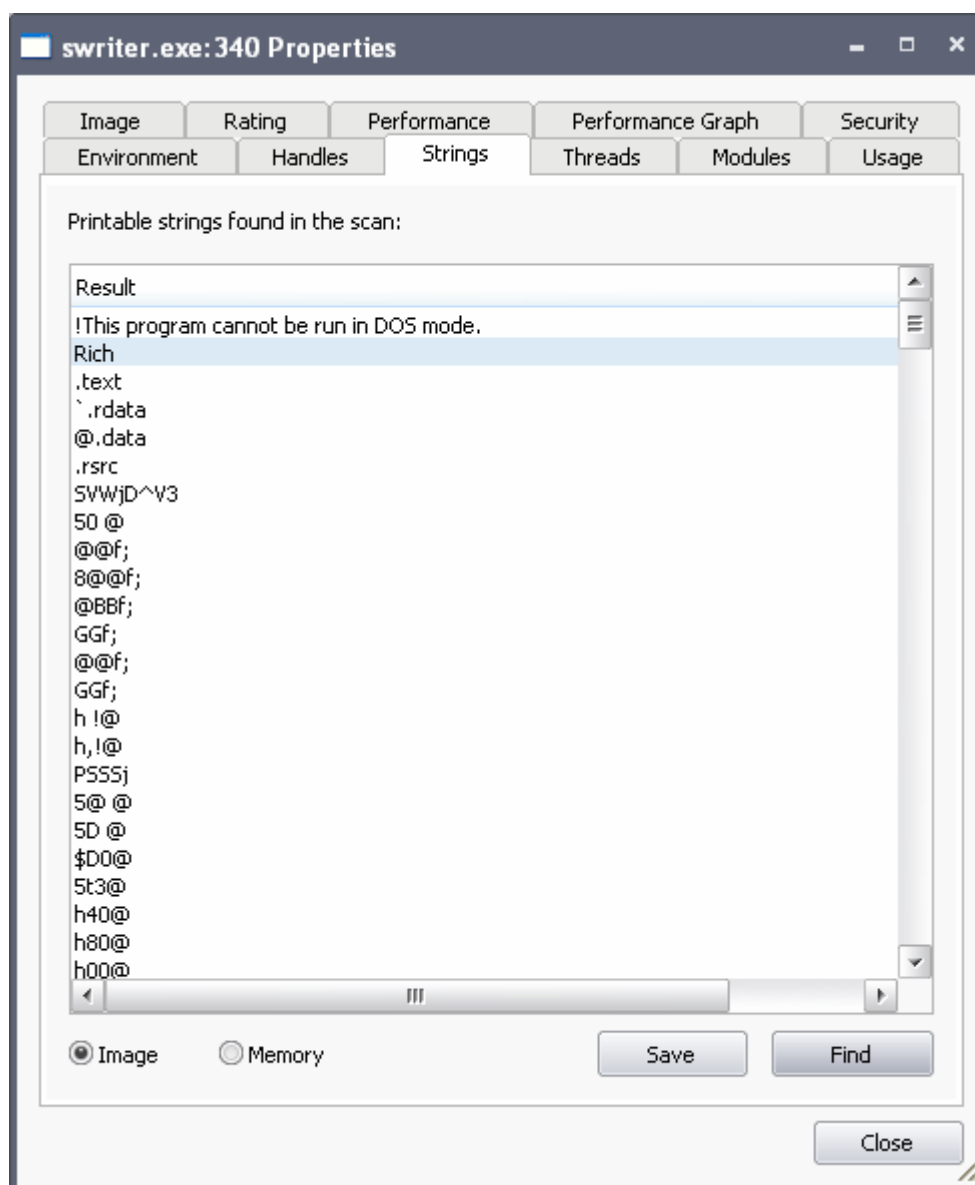 swriter.exe:340 Properties
Image Rating Performance Performance Graph Security
Environment Handles Strings Threads Modules Usage
Printable strings found in the scan:
Result
!This program cannot be run in DOS mode.
Rich
.text
`.rdata
@.data
.rsrc
SVWjD^V3
50 @
@@f;
8@@f;
@BBf;
GGf;
@@f;
GGf;
h !@
h,!@
PSSSj
5@ @
5D @
$D0@
5t3@
h40@
h80@
h00@
Image Memory Save Find
Close